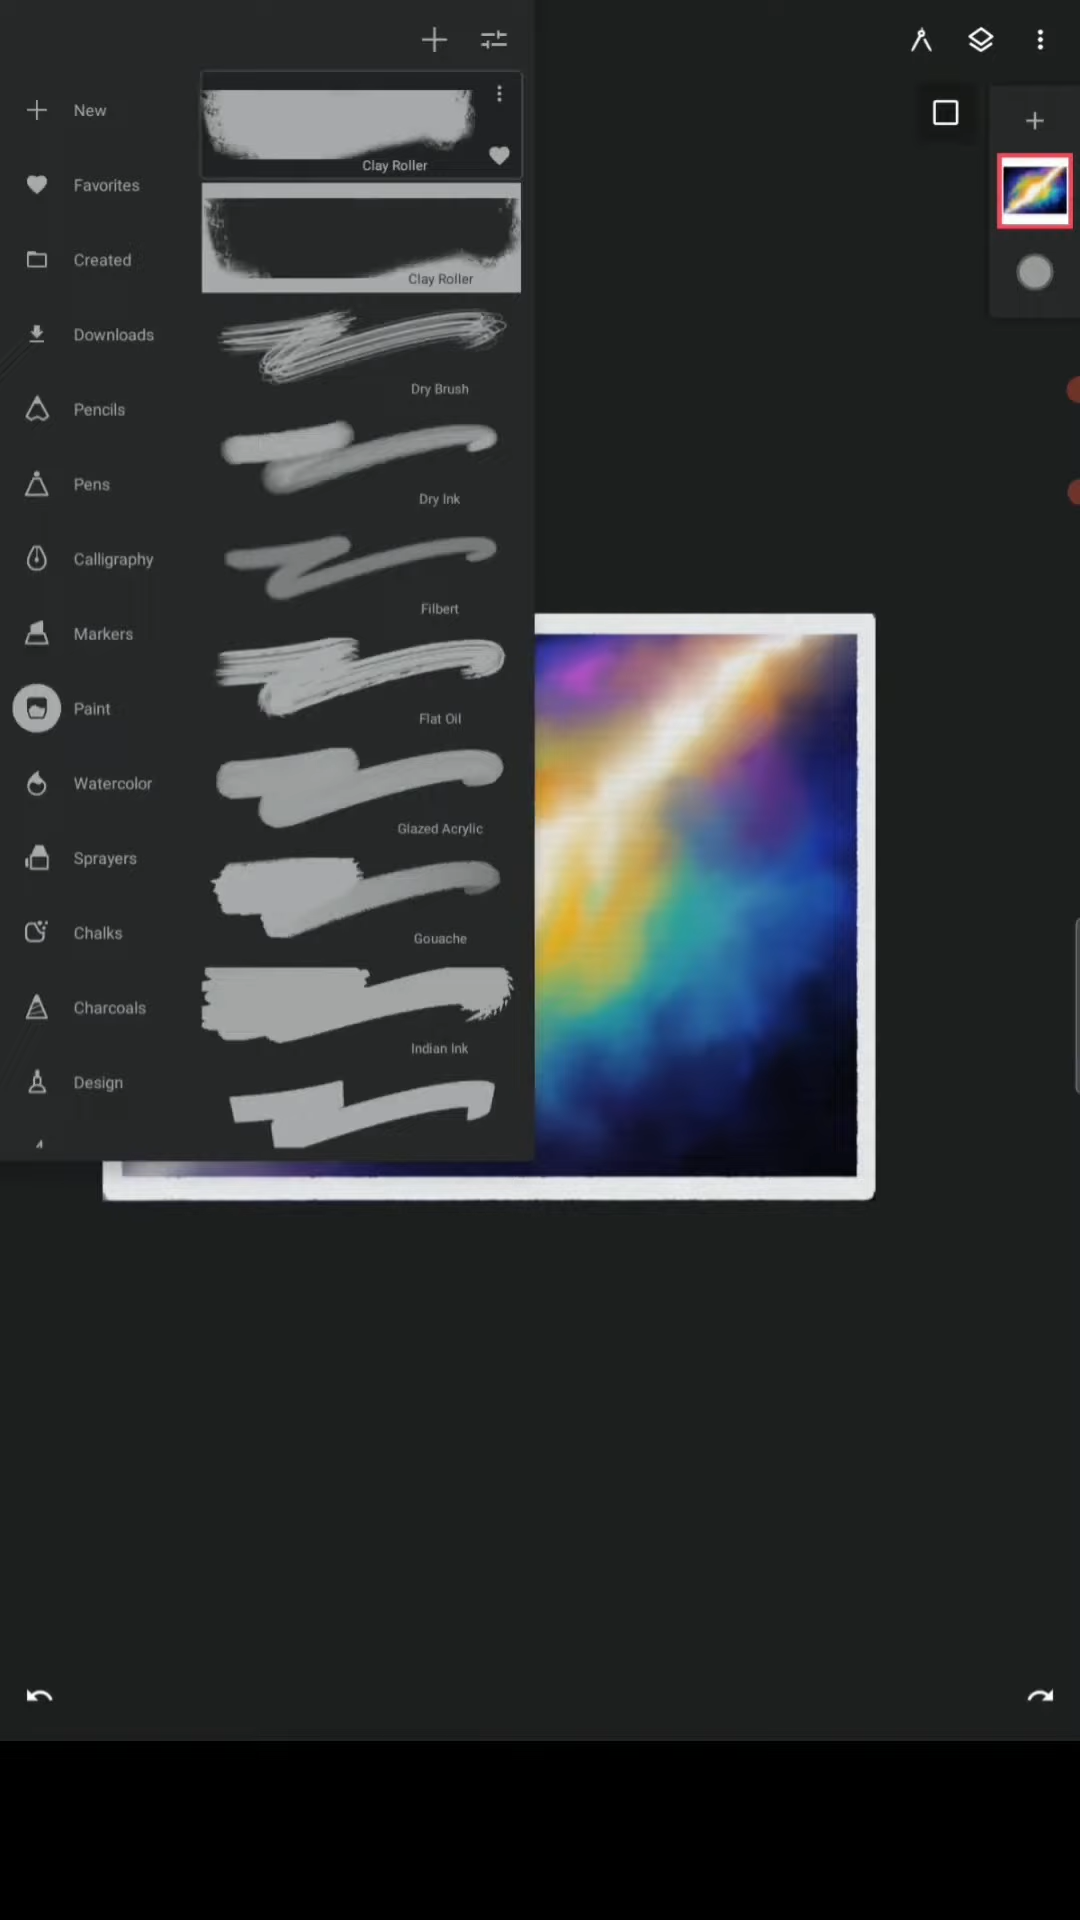 New
Favorites
Created
Downloads
Pencils
Pens
Calligraphy
Markers
Paint
Watercolor
Sprayers
Chalks
Charcoals
Design
Clay Roller
Clay Roller
Dry Brush
Dry Ink
Filbert
Flat Oil
Glazed Acrylic
Gouache
Indian Ink